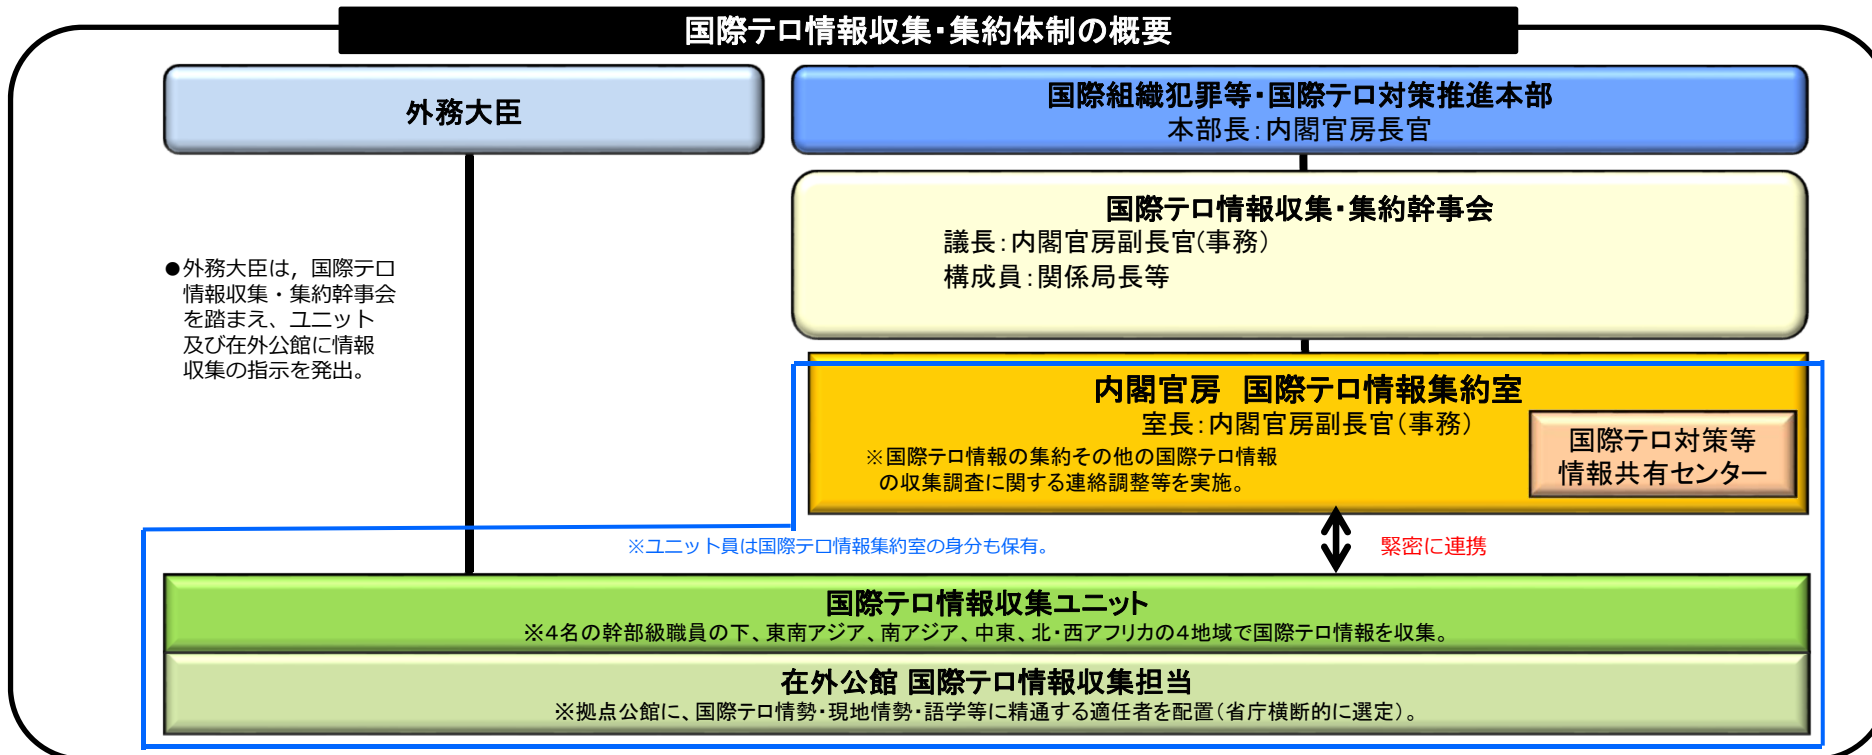 国際テロ情報収集・集約体制の概要
外務大臣
国際組織犯罪等・国際テロ対策推進本部
本部長：内閣官房長官
国際テロ情報収集・集約幹事会
議長：内閣官房副長官（事務）
構成員：関係局長等
●外務大臣は，国際テロ
情報収集・集約幹事会
を踏まえ、ユニット
及び在外公館に情報
収集の指示を発出。
内閣官房　国際テロ情報集約室
室長：内閣官房副長官（事務）
※国際テロ情報の集約その他の国際テロ情報
の収集調査に関する連絡調整等を実施。
国際テロ対策等
情報共有センター
※ユニット員は国際テロ情報集約室の身分も保有。
緊密に連携
国際テロ情報収集ユニット
※４名の幹部級職員の下、東南アジア、南アジア、中東、北・西アフリカの４地域で国際テロ情報を収集。
在外公館 国際テロ情報収集担当
※拠点公館に、国際テロ情勢・現地情勢・語学等に精通する適任者を配置（省庁横断的に選定）。